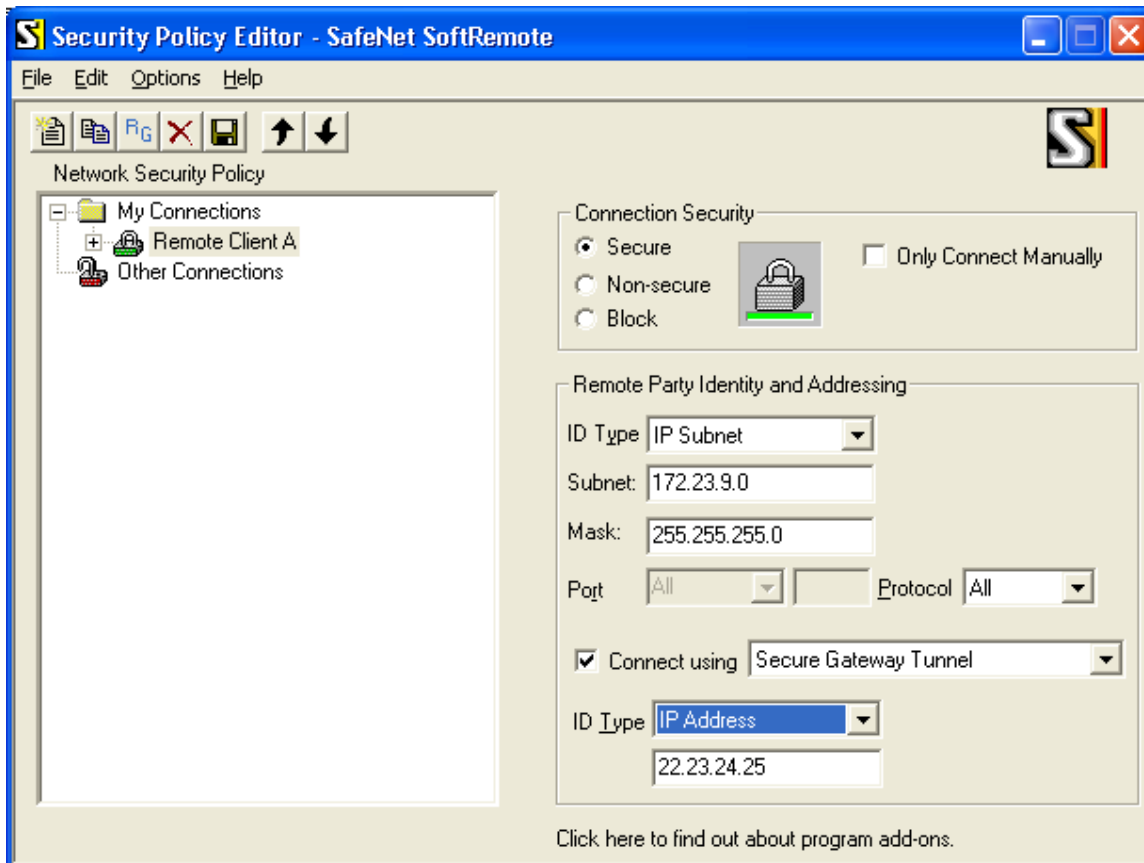 Security Policy Editor - SafeNet SoftRemote
File Edit Options Help
RG
Network Security Policy
My Connections
Remote Client A
Other Connections
Connection Security
Secure
Non-secure
Block
Only Connect Manually
Remote Party Identity and Addressing
ID Type IP Subnet
Subnet: 172.23.9.0
Mask: 255.255.255.0
Port All Protocol All
Connect using Secure Gateway Tunnel
ID Type IP Address
22.23.24.25
Click here to find out about program add-ons.